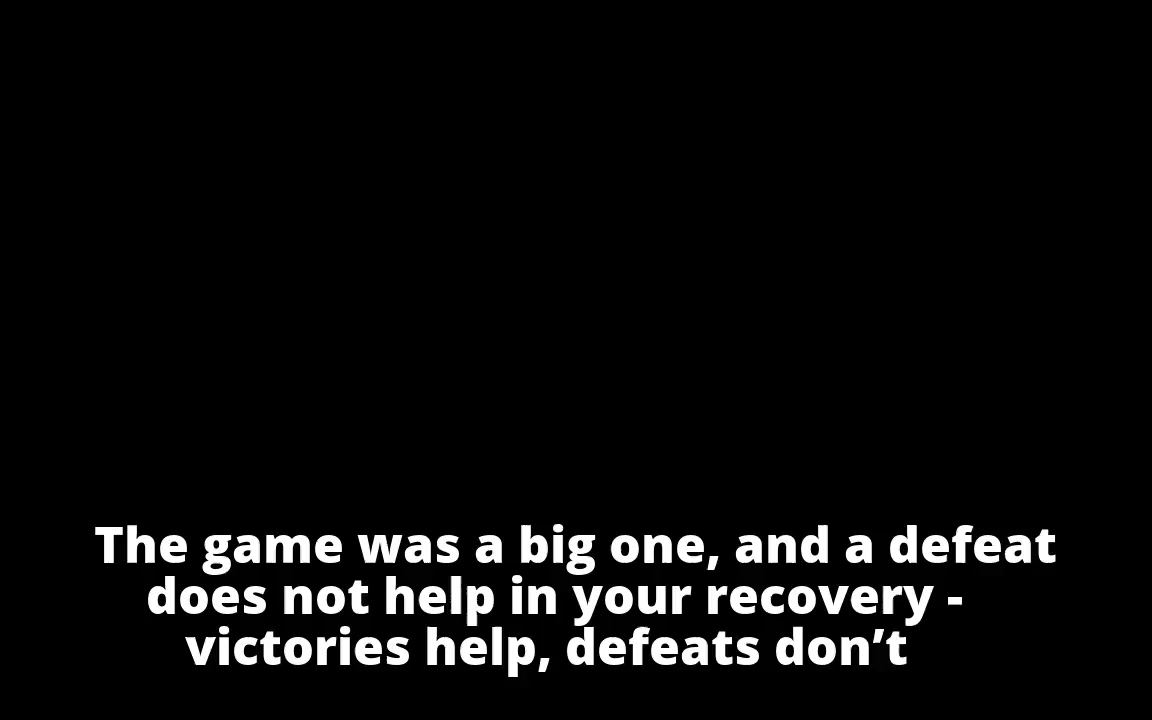 The game was a big one, and a defeat
does not help in your recovery -
victories help, defeats don’t